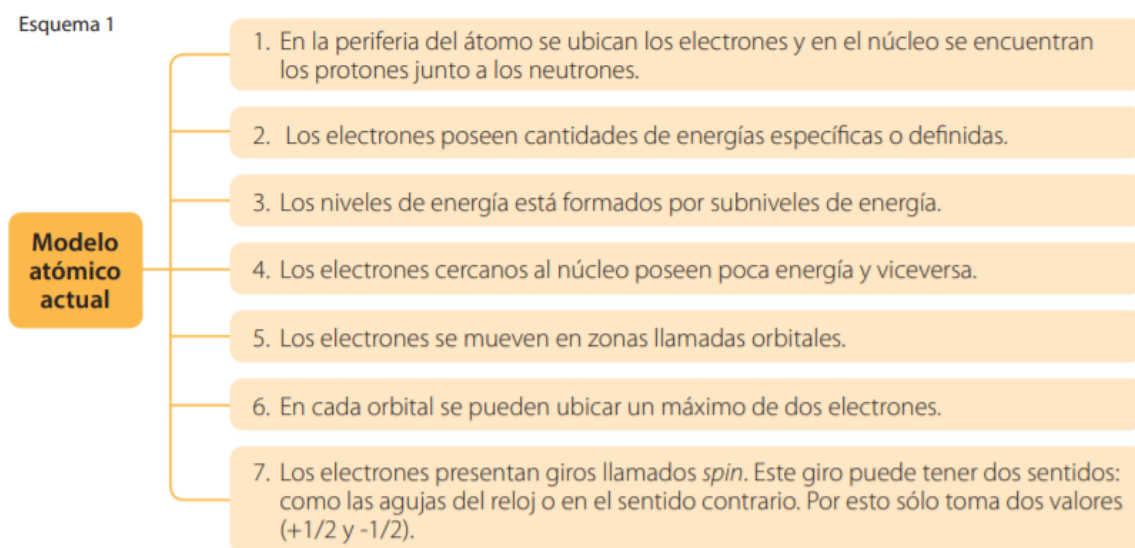 Esquema 1
1. En la periferia del átomo se ubican los electrones y en el núcleo se encuentran
los protones junto a los neutrones.
2. Los electrones poseen cantidades de energías específicas o definidas.
3. Los niveles de energía está formados por subniveles de energía.
Modelo
atómico
actual
4. Los electrones cercanos al núcleo poseen poca energía y viceversa.
5. Los electrones se mueven en zonas llamadas orbitales.
6. En cada orbital se pueden ubicar un máximo de dos electrones.
7. Los electrones presentan giros llamados spin. Este giro puede tener dos sentidos:
como las agujas del reloj o en el sentido contrario. Por esto sólo toma dos valores
(+1/2 y -1/2).